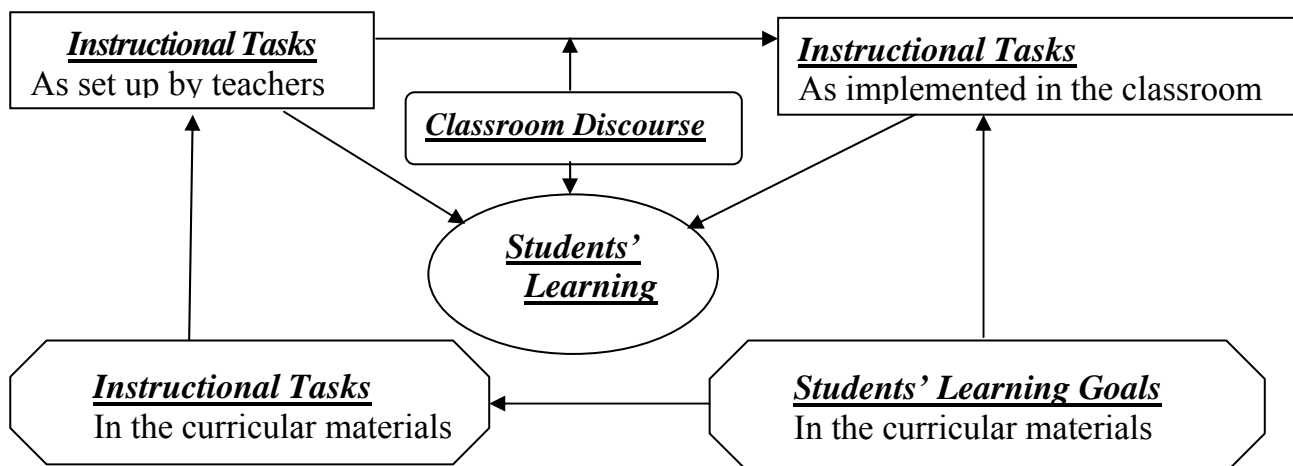 Instructional Tasks
As set up by teachers
Instructional Tasks
As implemented in the classroom
Classroom Discourse
Students’
Learning
Instructional Tasks
In the curricular materials
Students’ Learning Goals
In the curricular materials